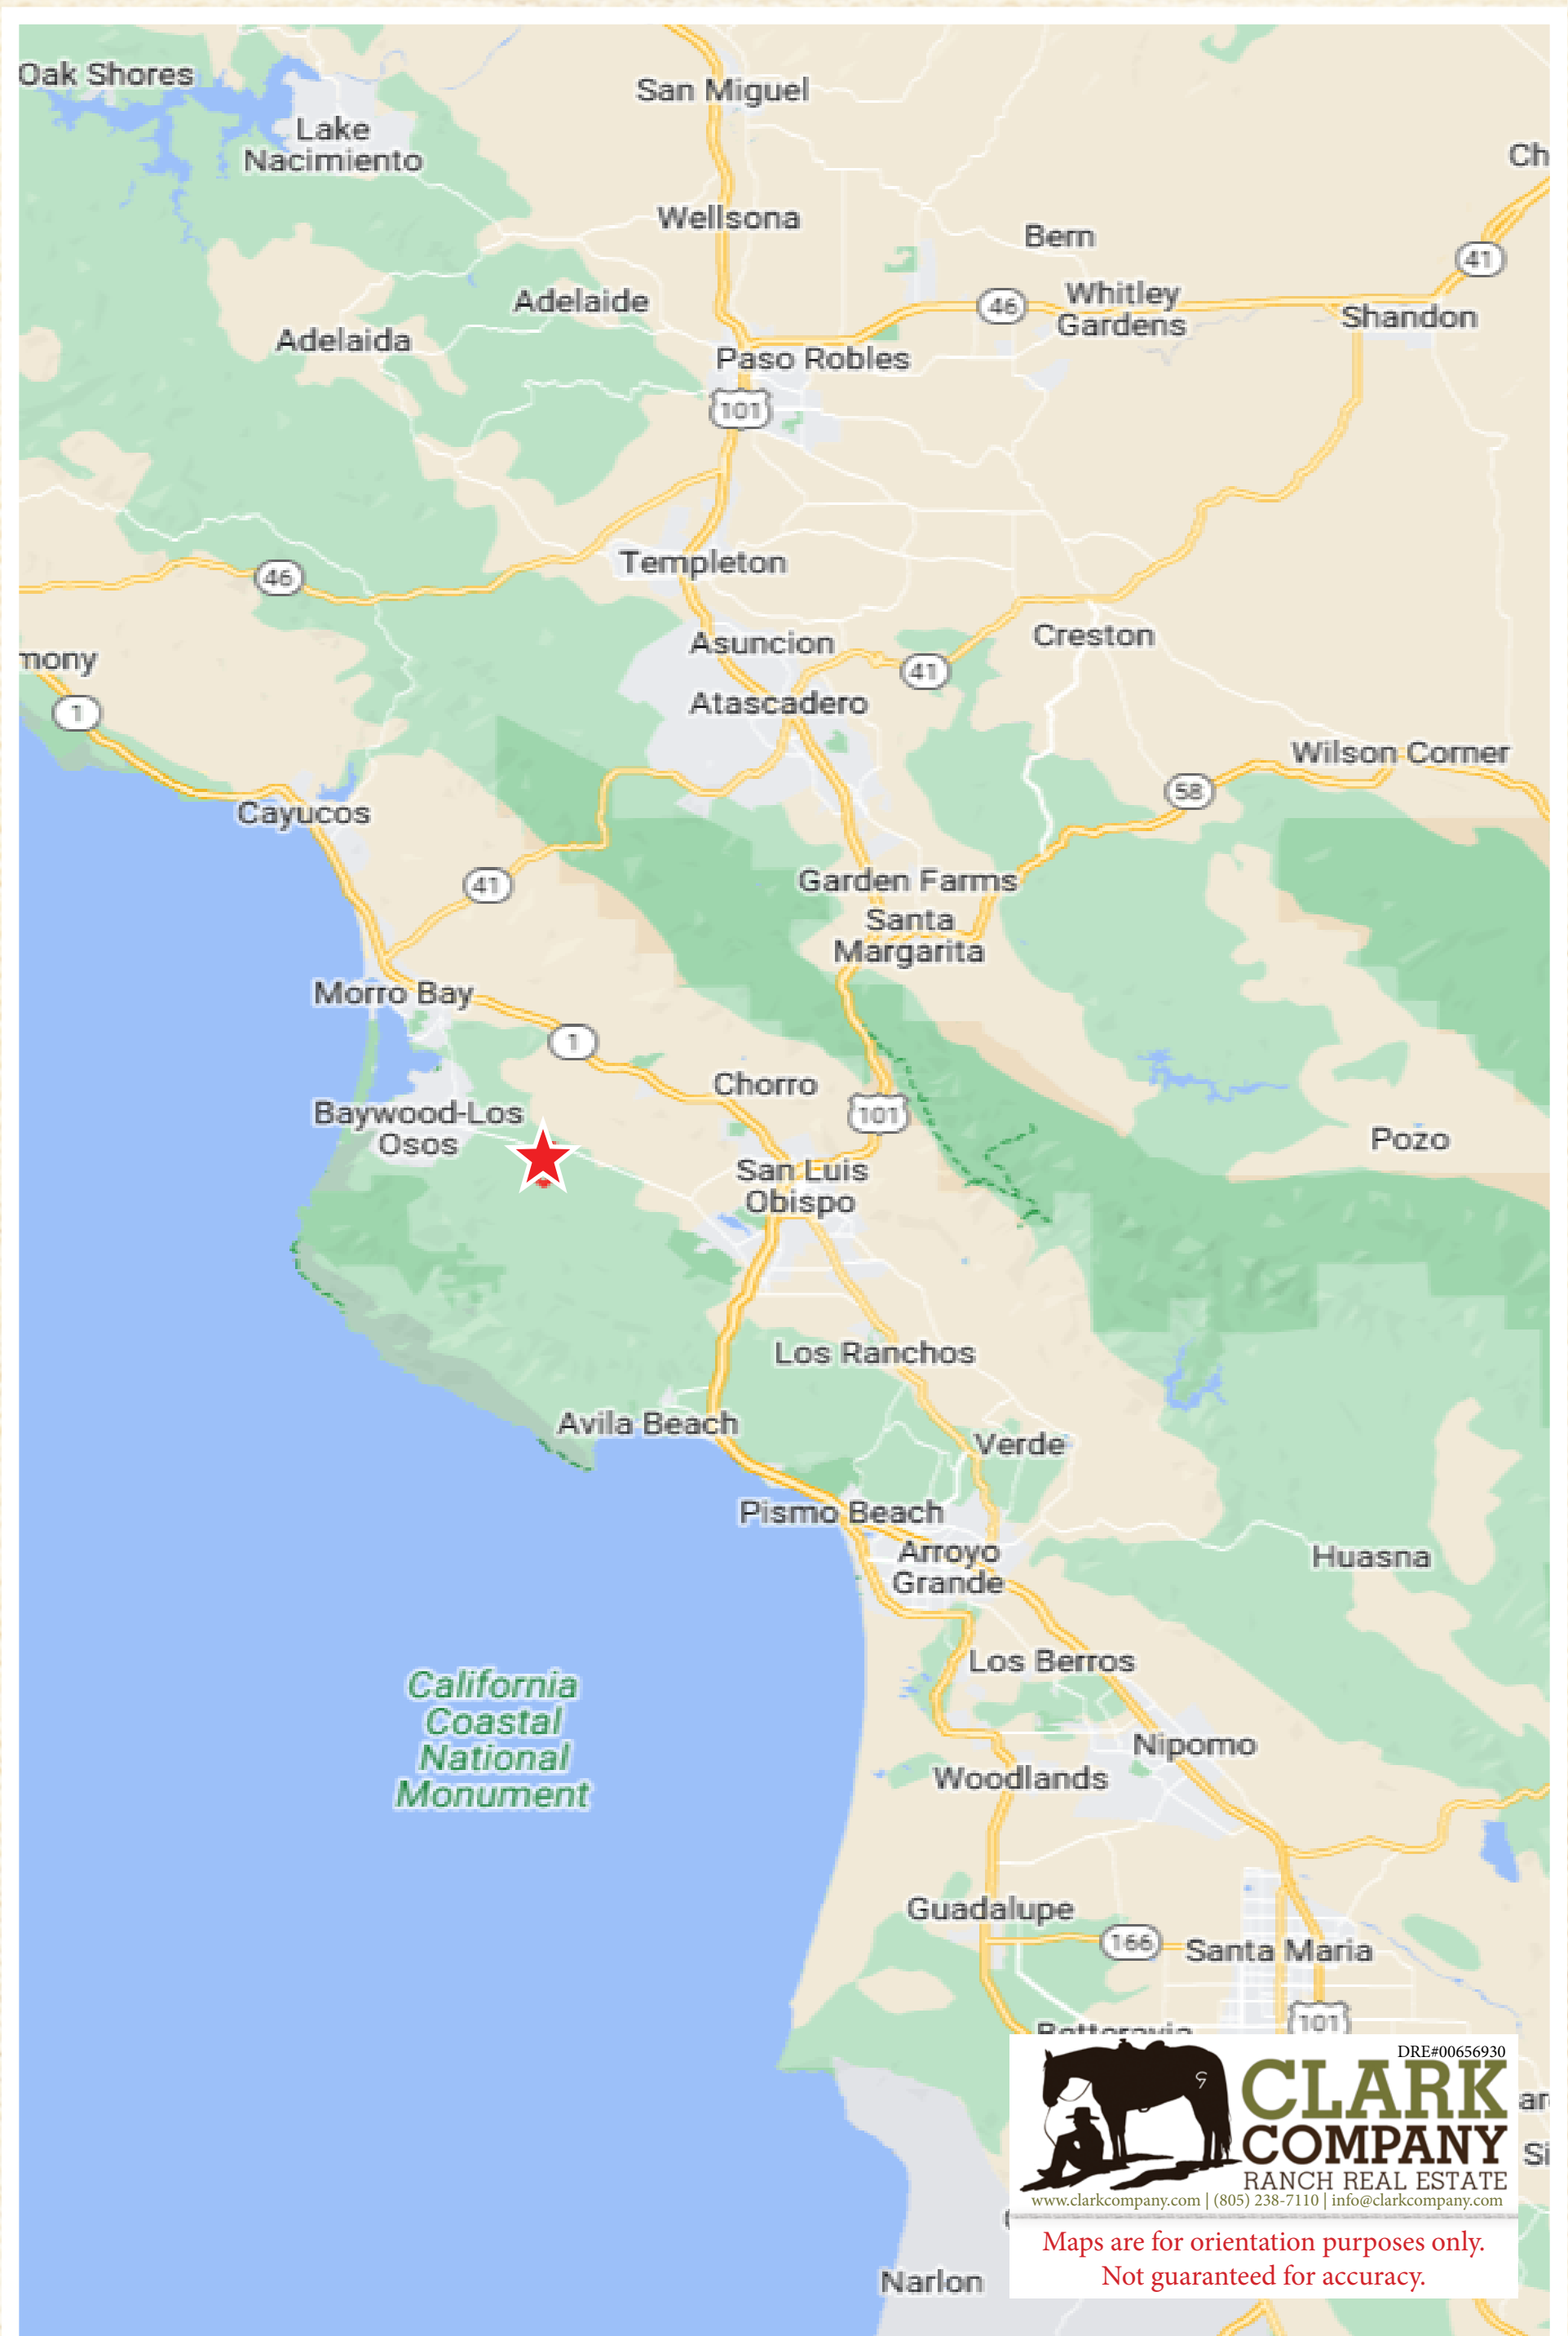 Oak Shores
San Miguel
Lake
Nacimiento
Ch
Wellsona
Bern
41
Adelaide
46
Whitley
Gardens
Shandon
Adelaida
Paso Robles
101
Templeton
46
Asuncion
Creston
mony
41
1
Atascadero
Wilson Corner
58
Cayucos
41
Garden Farms
Santa
Margarita
Morro Bay
1
Chorro
101
Baywood-Los
Osos
Pozo
San Luis
Obispo
Los Ranchos
Avila Beach
Verde
Pismo Beach
Arroyo
Grande
Huasna
Los Berros
California
Coastal
National
Monument
Nipomo
Woodlands
Guadalupe
166
Santa Maria
101
DRE#00656930
CLARK
COMPANY
RANCH REAL ESTATE
www.clarkcompany.com | (805) 238-7110 | info@clarkcompany.com
ar
Si
Maps are for orientation purposes only.
Not guaranteed for accuracy.
Narlon